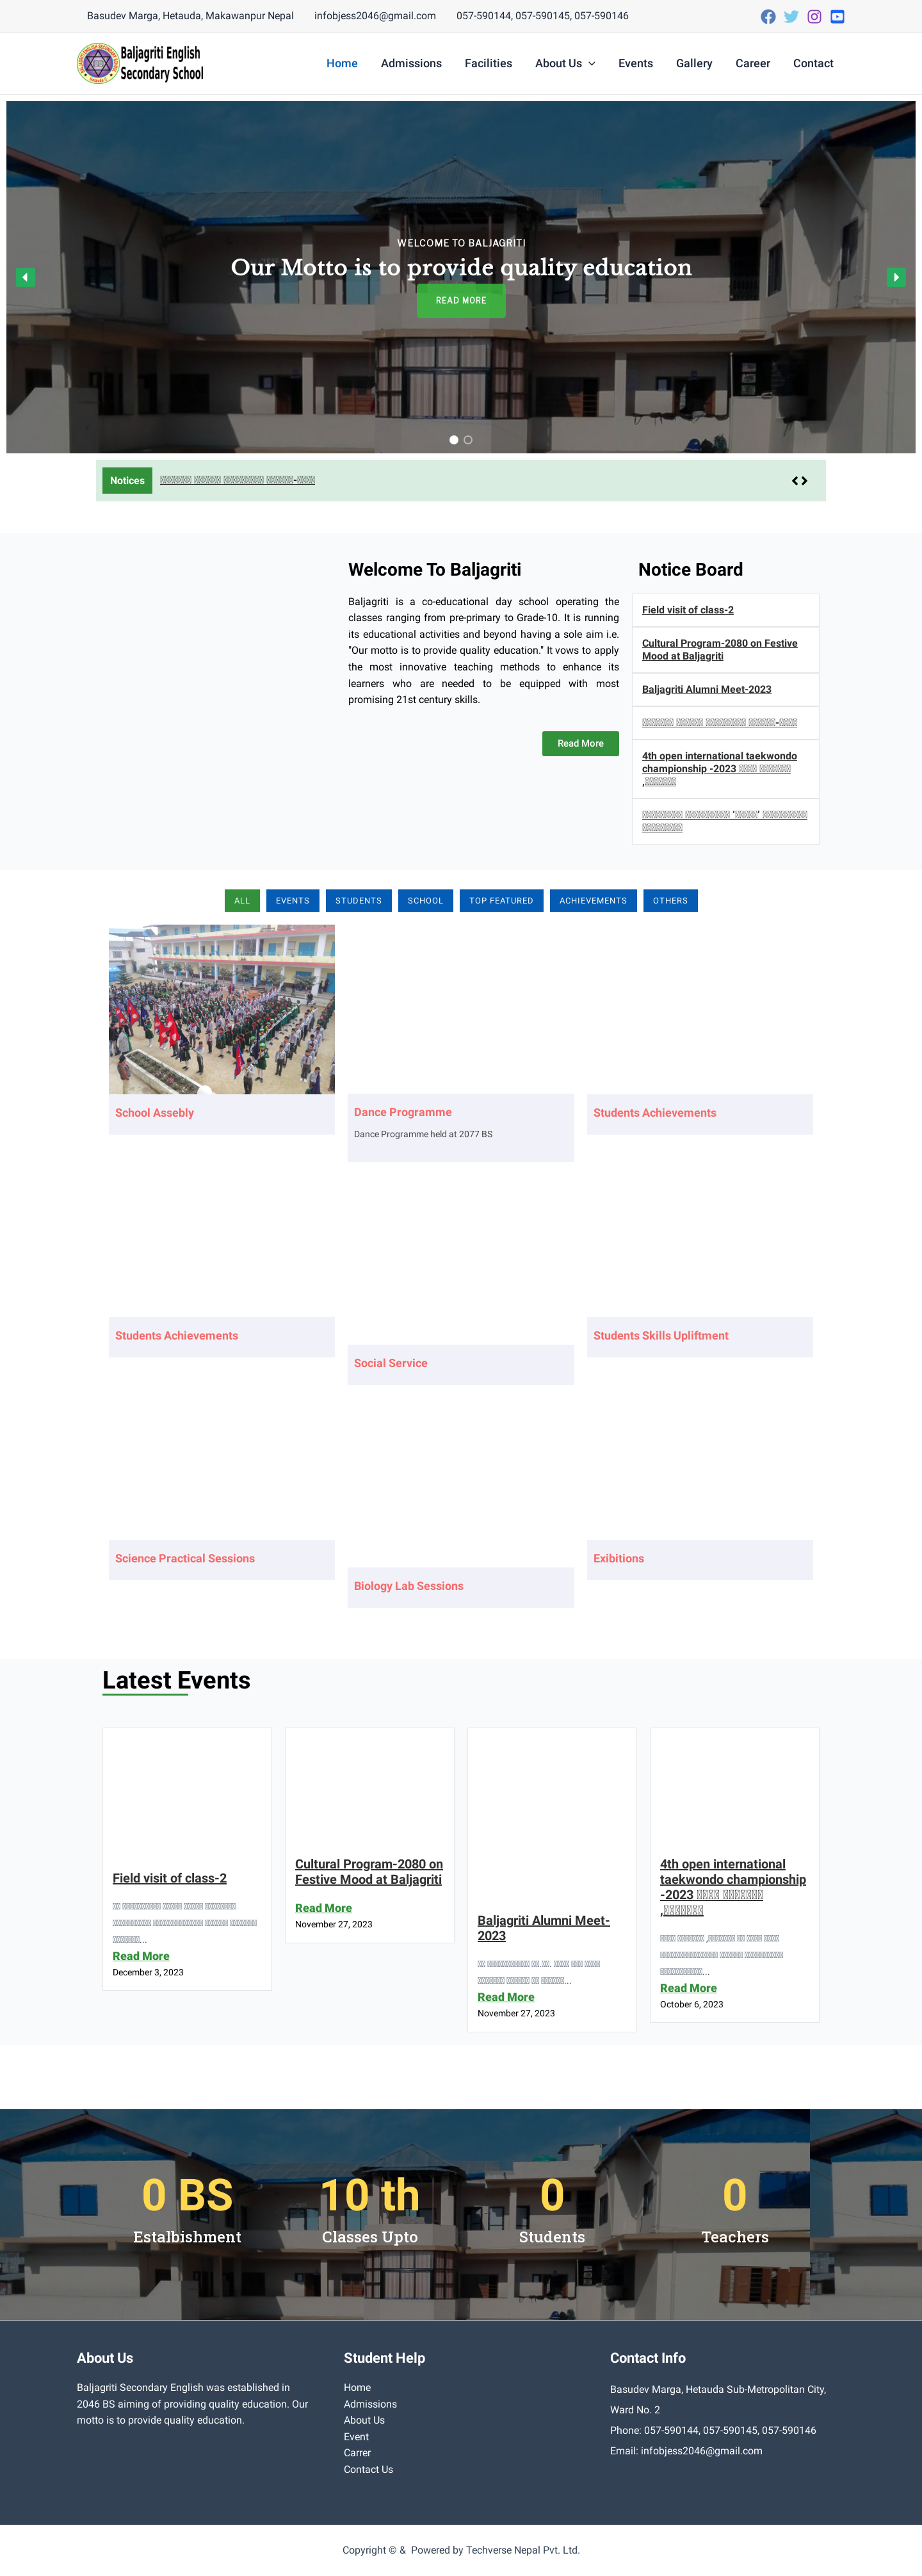 Basudev Marga, Hetauda, Makawanpur Nepal infobjess2046@gmail.com 057-590144, 057-590145, 057-590146
Baljagriti English
Secondary School
Home Admissions Facilities About Us Events Gallery Career Contact
WELCOME TO BALJAGRITI
Our Motto is to provide quality education
READ MORE
Notices
Welcome To Baljagriti
Baljagriti is a co-educational day school operating the
classes ranging from pre-primary to Grade-10. It is running
its educational activities and beyond having a sole aim i.e.
"Our motto is to provide quality education." It vows to apply
the most innovative teaching methods to enhance its
learners who are needed to be equipped with most
promising 21st century skills.
Read More
Notice Board
Field visit of class-2
Cultural Program-2080 on Festive
Mood at Baljagriti
Baljagriti Alumni Meet-2023
4th open international taekwondo
championship -2023
ALL EVENTS STUDENTS SCHOOL TOP FEATURED ACHIEVEMENTS OTHERS
School Assebly
Dance Programme
Dance Programme held at 2077 BS
Students Achievements
Students Achievements
Social Service
Students Skills Upliftment
Science Practical Sessions
Biology Lab Sessions
Exibitions
Latest Events
Field visit of class-2
Read More
December 3, 2023
Cultural Program-2080 on
Festive Mood at Baljagriti
Read More
November 27, 2023
Baljagriti Alumni Meet-
2023
Read More
November 27, 2023
4th open international
taekwondo championship
-2023
Read More
October 6, 2023
0 BS
Estalbishment
10 th
Classes Upto
0
Students
0
Teachers
About Us
Baljagriti Secondary English was established in
2046 BS aiming of providing quality education. Our
motto is to provide quality education.
Student Help
Home
Admissions
About Us
Event
Carrer
Contact Us
Contact Info
Basudev Marga, Hetauda Sub-Metropolitan City,
Ward No. 2
Phone: 057-590144, 057-590145, 057-590146
Email: infobjess2046@gmail.com
Copyright © & Powered by Techverse Nepal Pvt. Ltd.